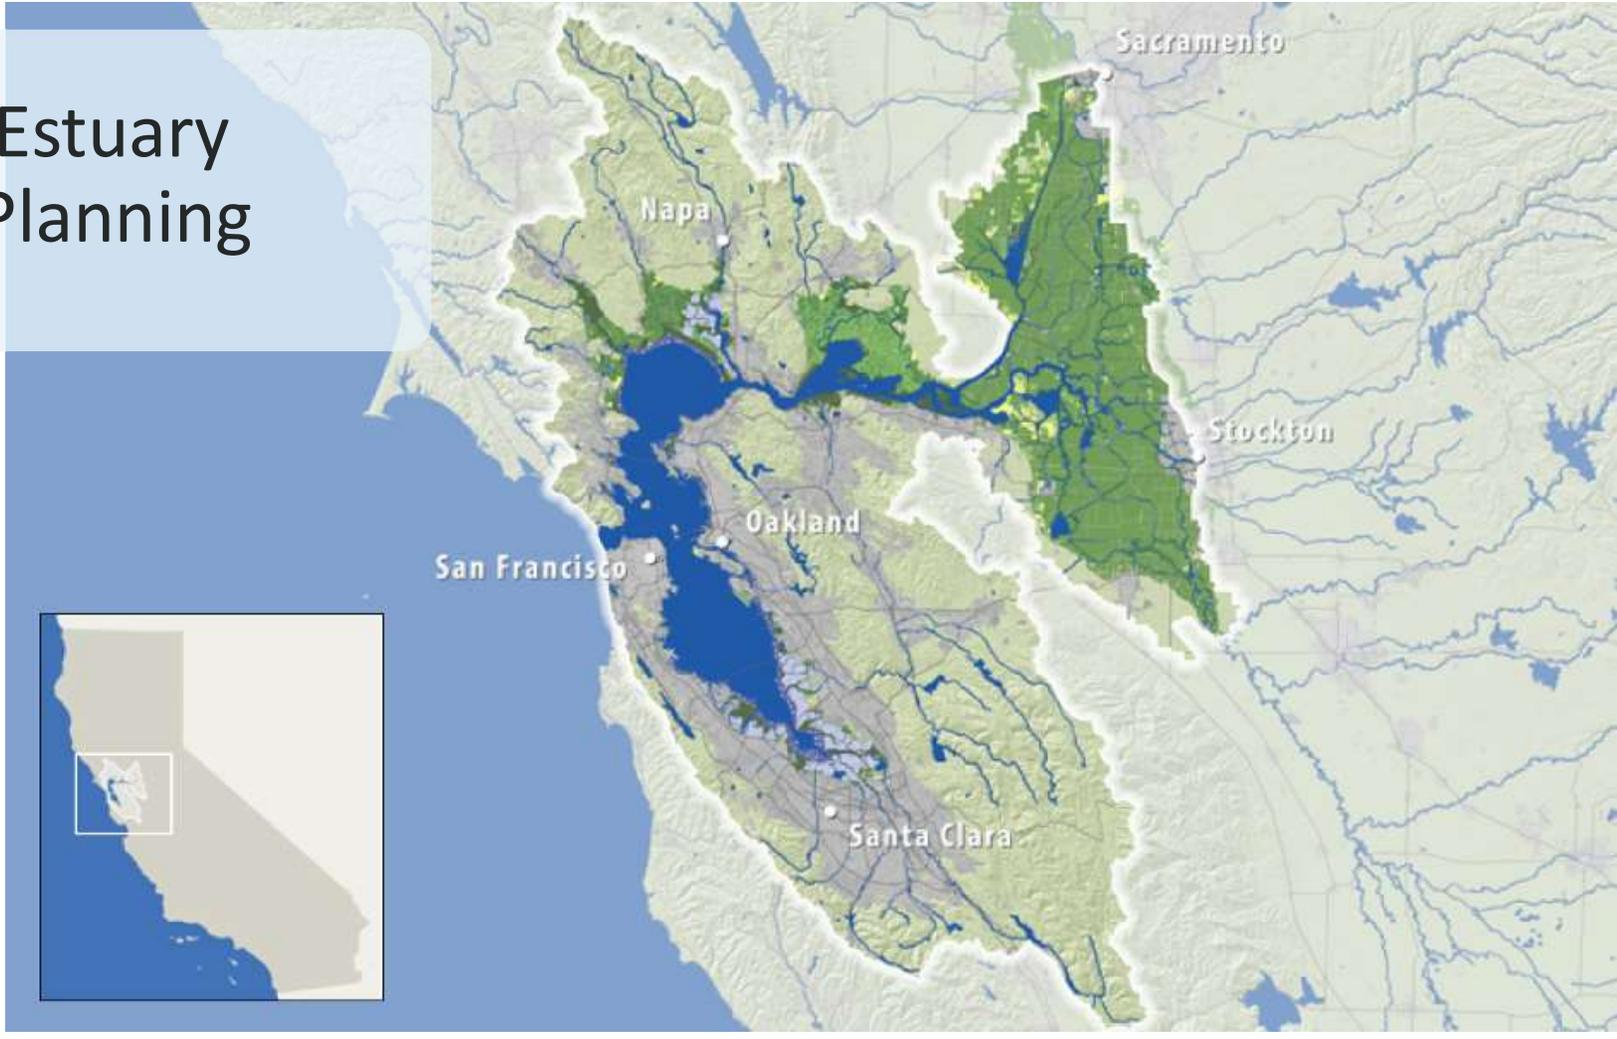 Estuary
Planning
Sacramento
Napa
Stockton
Oakland
San Francisco
Santa Clara